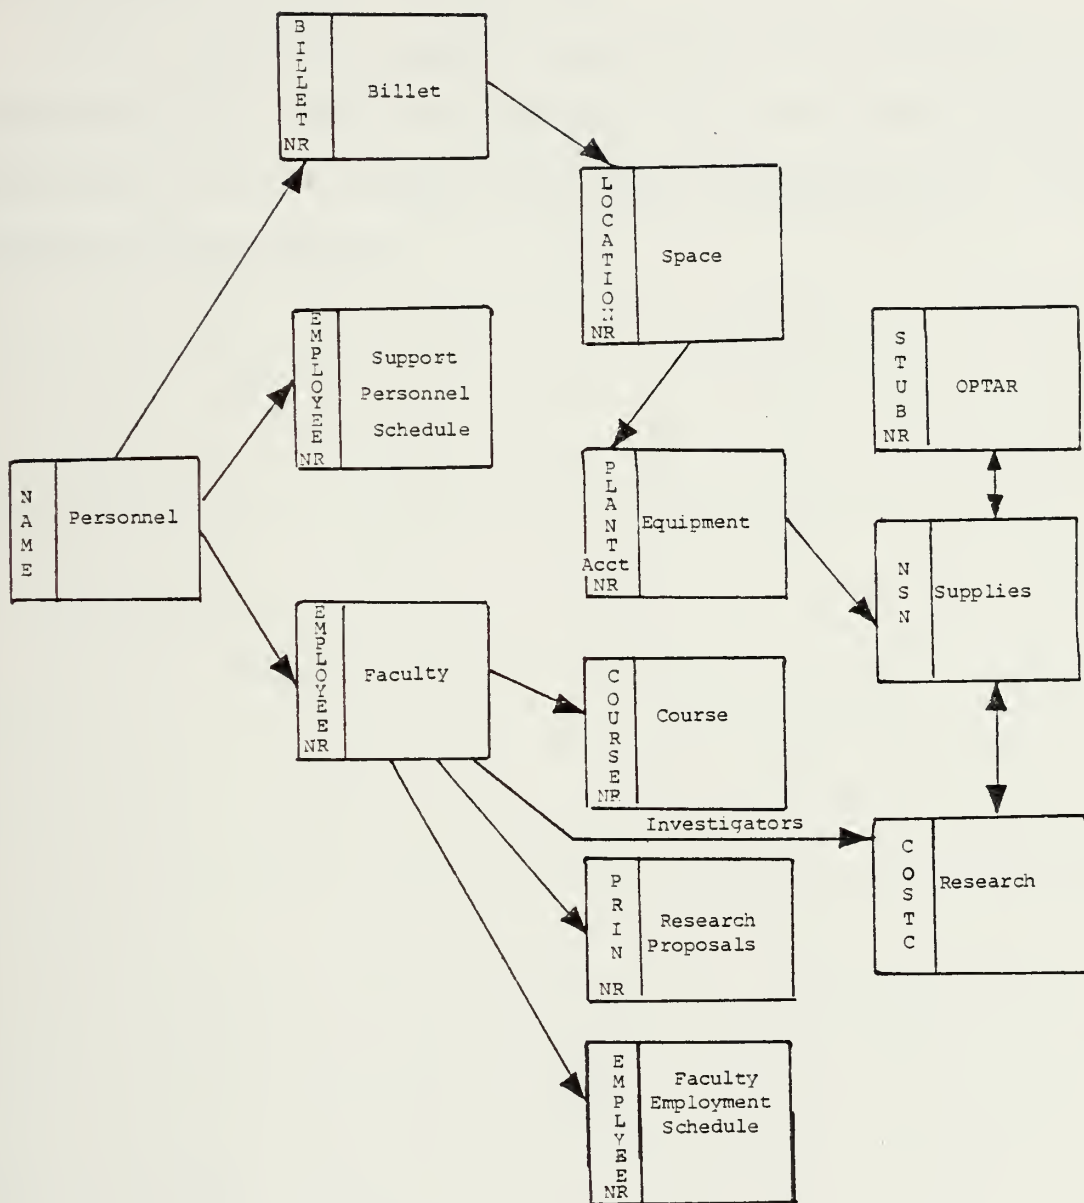 BILLET NR
Billet
LOCATION NR
Space
EMPLOYEE NR
Support
Personnel
Schedule
STUB NR
OPTAR
NAME
Personnel
PLANT Acct NR
Equipment
NSN
Supplies
EMPLOYEE NR
Faculty
COURSE NR
Course
Investigators
COSTC
Research
PRIN NR
Research
Proposals
EMPLYEE NR
Faculty
Employment
Schedule